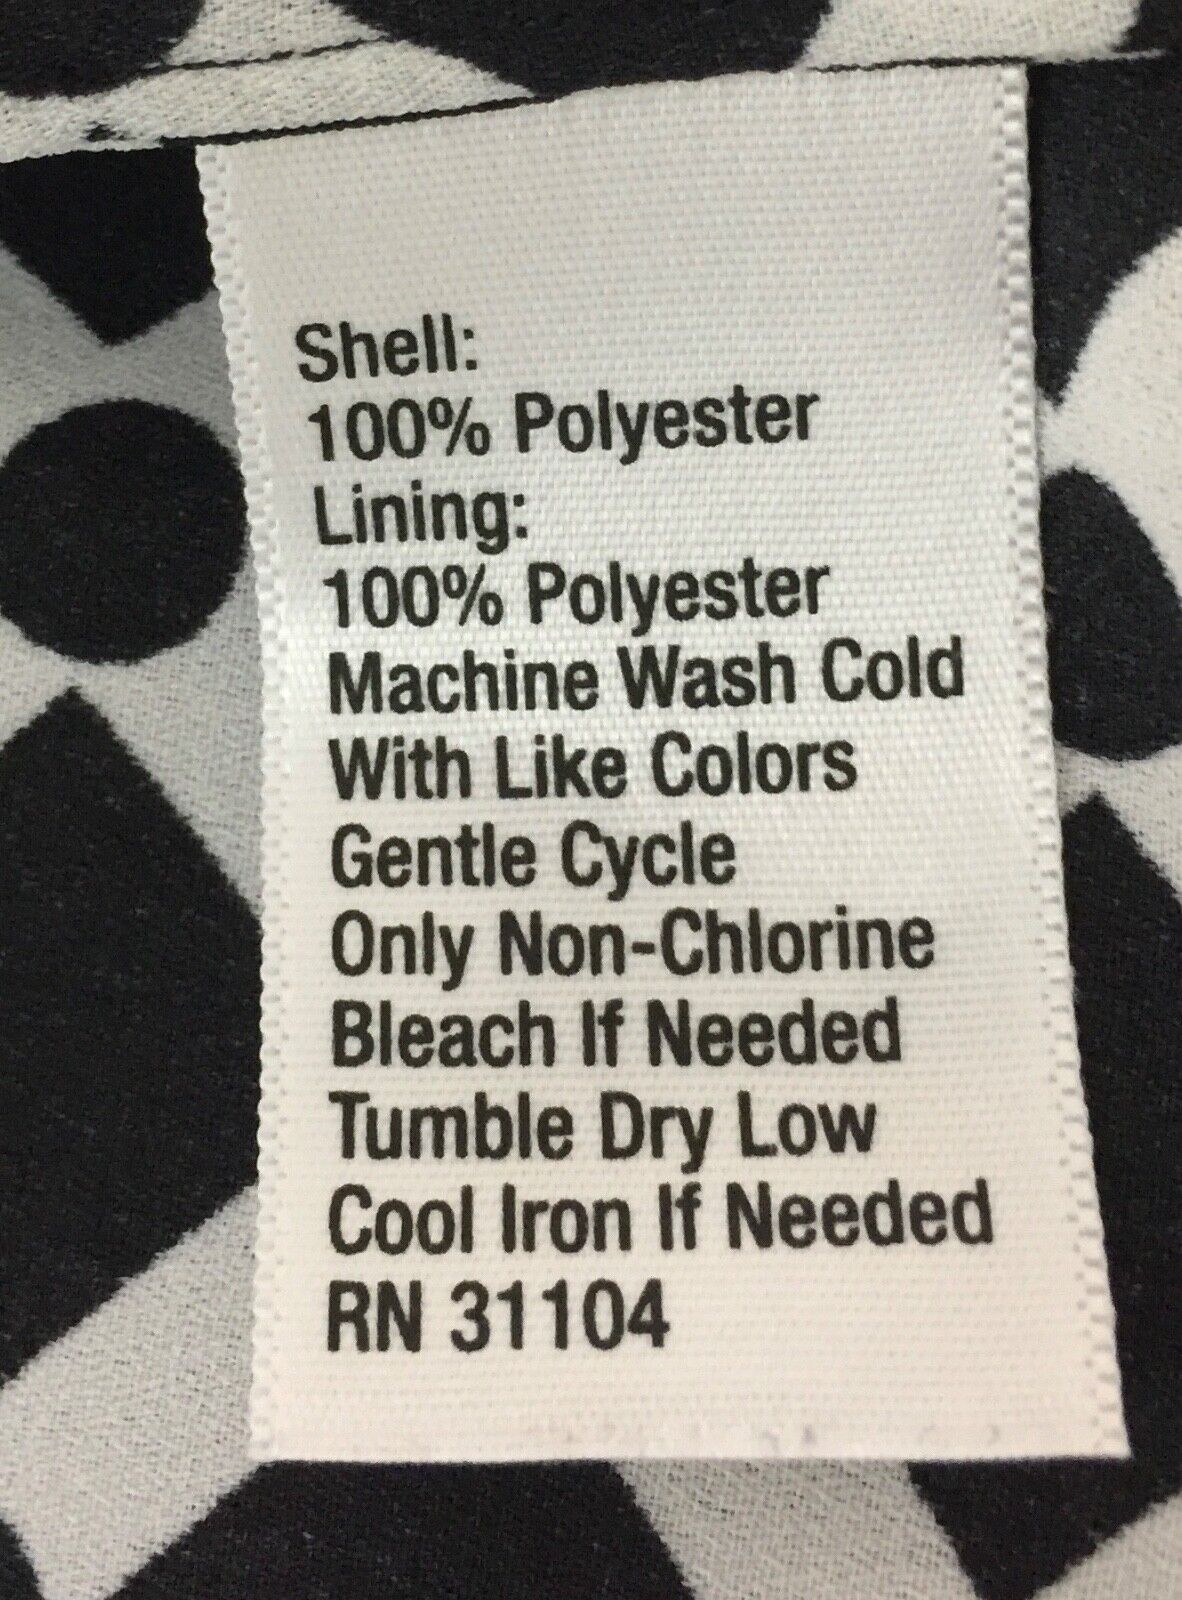 Shell:
100% Polyester
Lining:
100% Polyester
Machine Wash Cold
With Like Colors
Gentle Cycle
Only Non-Chlorine
Bleach If Needed
Tumble Dry Low
Cool Iron If Needed
RN 31104